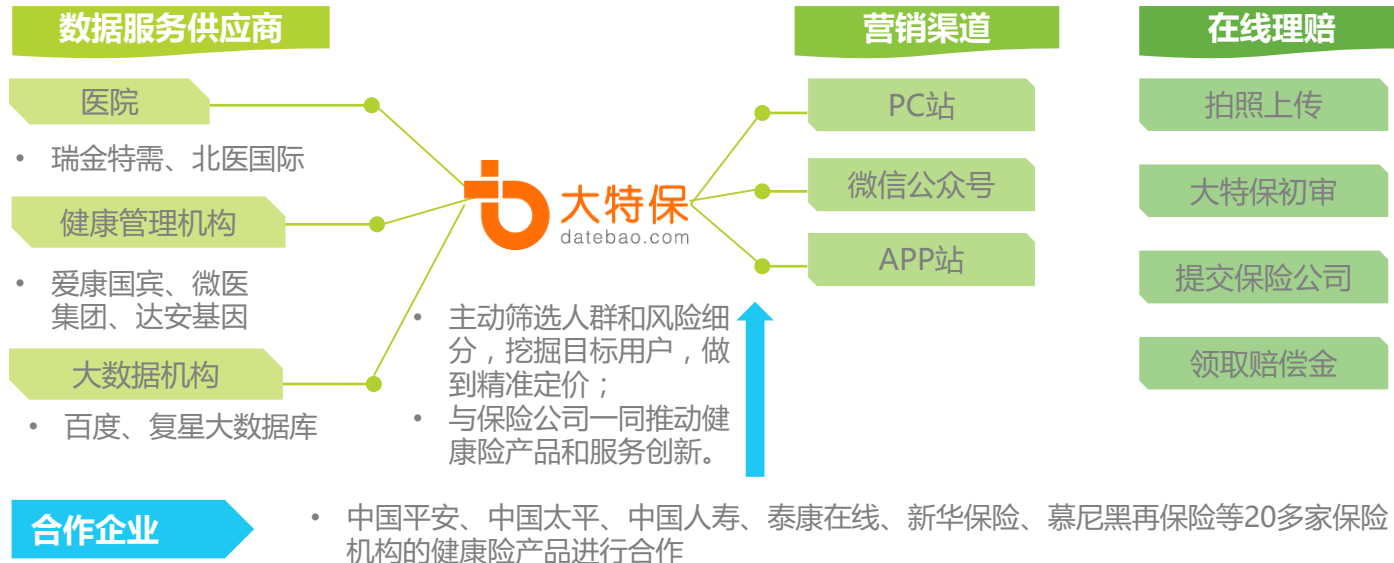 数据服务供应商
医院
• 瑞金特需、北医国际
健康管理机构
• 爱康国宾、微医
集团、达安基因
大数据机构
• 百度、复星大数据库
大特保
datebao.com
• 主动筛选人群和风险细
分，挖掘目标用户，做
到精准定价；
• 与保险公司一同推动健
康险产品和服务创新。
营销渠道
PC站
微信公众号
APP站
在线理赔
拍照上传
大特保初审
提交保险公司
领取赔偿金
合作企业
• 中国平安、中国太平、中国人寿、泰康在线、新华保险、慕尼黑再保险等20多家保险
机构的健康险产品进行合作